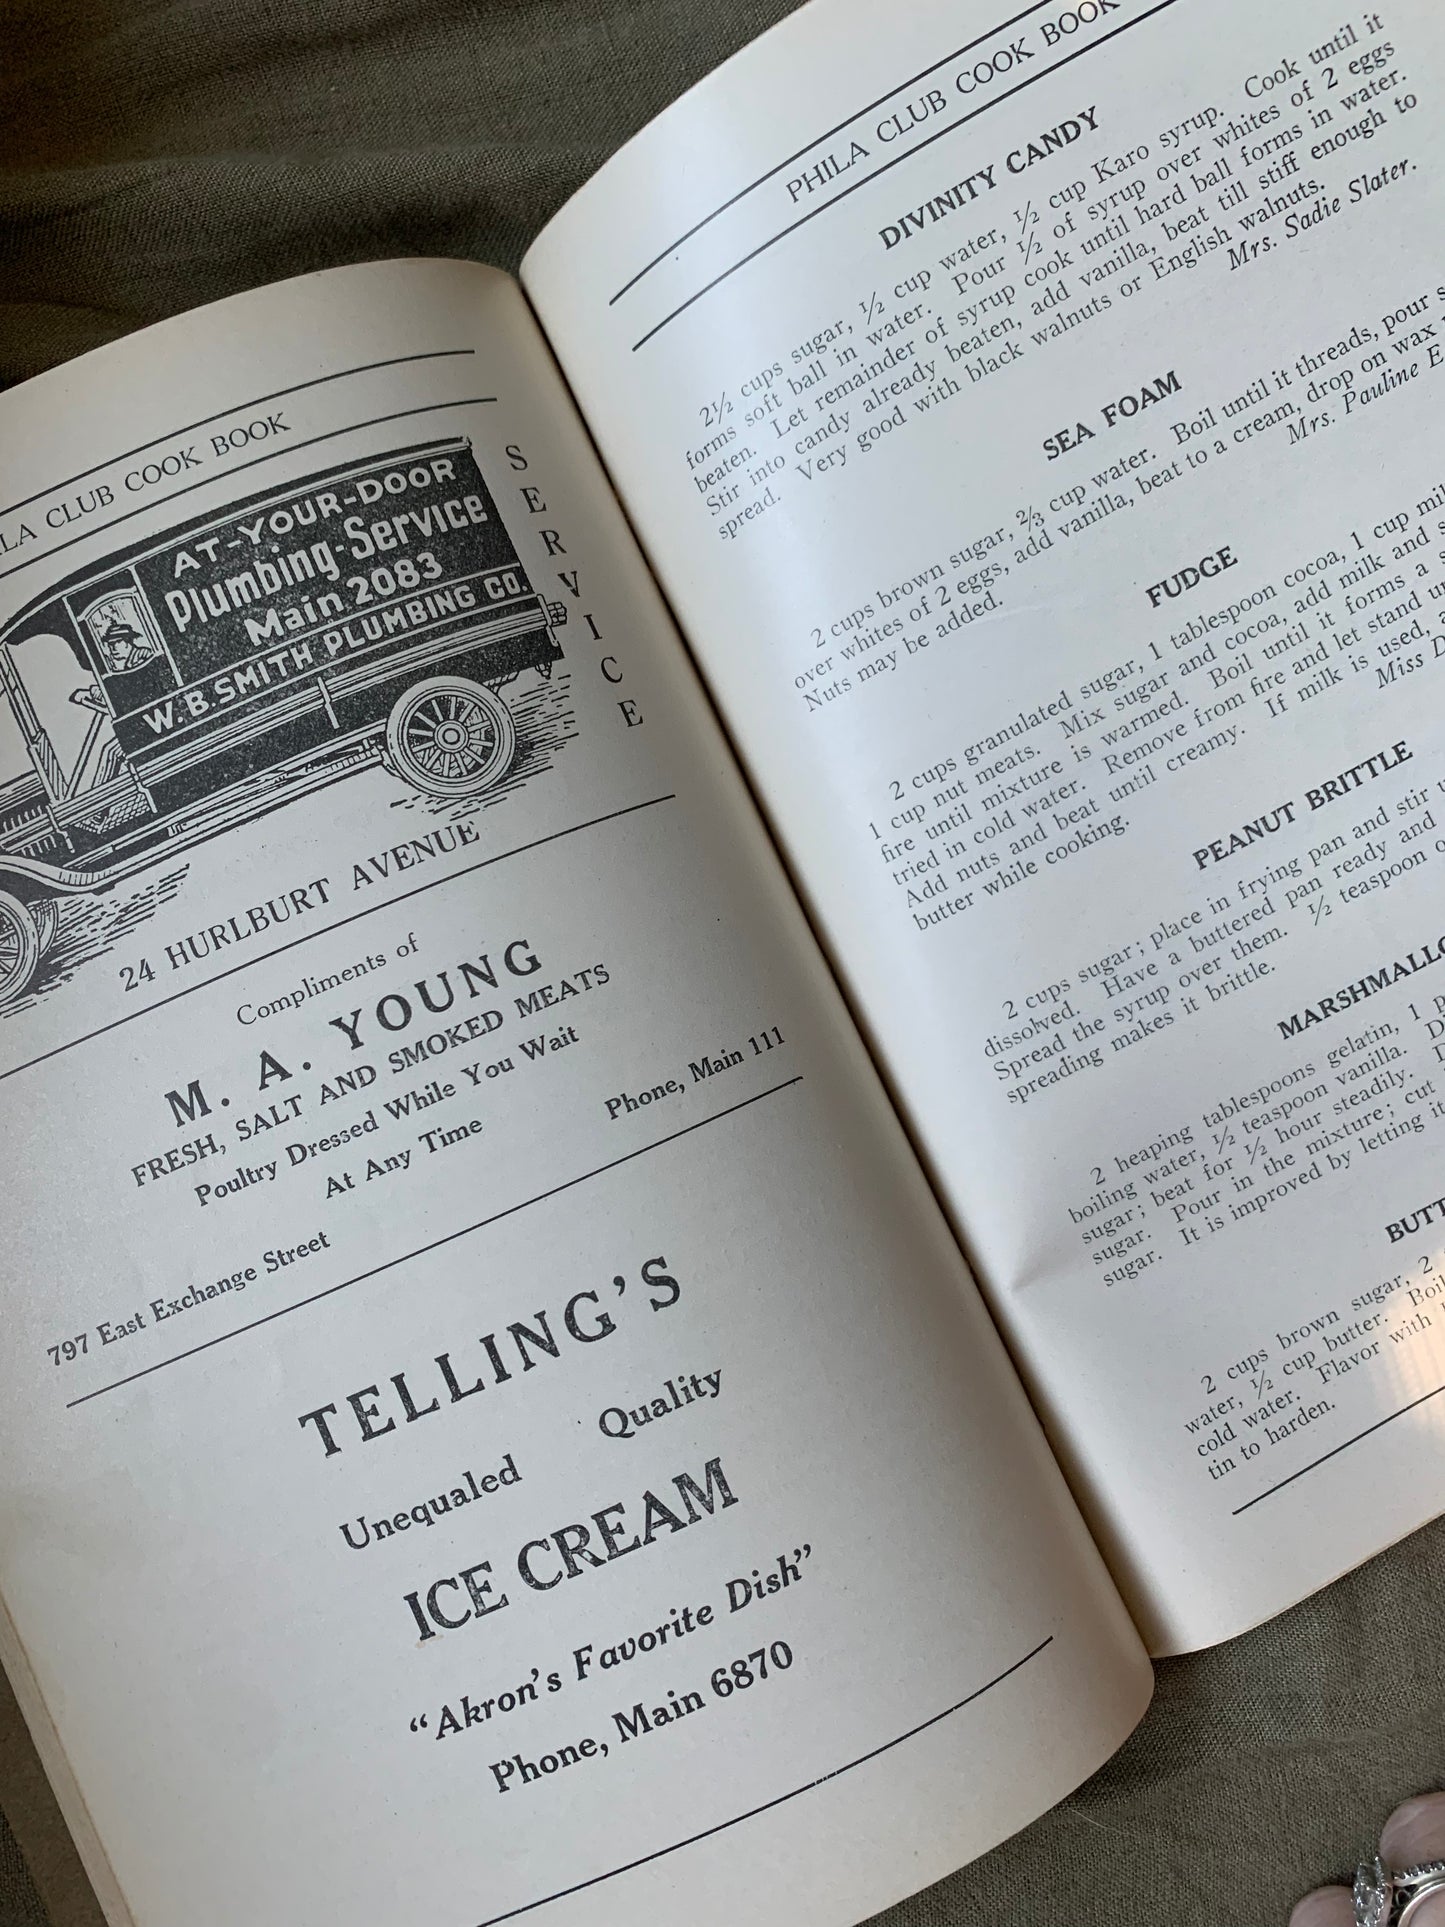 CLUB COOK BOOK
AT-YOUR-DOOR
Plumbing-Service
Main 2083
W.B. SMITH PLUMBING CO.
SERVICE
24 HURLBURT AVENUE
Compliments of
M. A. YOUNG
FRESH, SALT AND SMOKED MEATS
Poultry Dressed While You Wait
At Any Time
797 East Exchange Street Phone, Main 111
TELLING'S
Unequaled Quality
ICE CREAM
"Akron's Favorite Dish"
Phone, Main 6870
PHILA CLUB COOK BOOK
DIVINITY CANDY
2½ cups sugar, ½ cup water, ½ cup Karo syrup. Cook until it
forms soft ball in water. Pour ½ of syrup over whites of 2 eggs
beaten. Let remainder of syrup cook until hard ball forms in water.
Stir into candy already beaten, add vanilla, beat till stiff enough to
spread. Very good with black walnuts or English walnuts.
Mrs. Sadie Slater.
SEA FOAM
2 cups brown sugar, ⅔ cup water. Boil until it threads, pour
over whites of 2 eggs, add vanilla, beat to a cream, drop on wax
Nuts may be added.
Mrs. Pauline
FUDGE
2 cups granulated sugar, 1 tablespoon cocoa, 1 cup
1 cup nut meats. Mix sugar and cocoa, add milk and
fire until mixture is warmed. Boil until it forms a
tried in cold water. Remove from fire and let stand
Add nuts and beat until creamy. If milk is used,
butter while cooking.
Miss
PEANUT BRITTLE
2 cups sugar; place in frying pan and stir
dissolved. Have a buttered pan ready and
Spread the syrup over them. ½ teaspoon
spreading makes it brittle.
2 heaping tablespoons gelatin, 1
boiling water, ½ teaspoon vanilla.
sugar; beat for ½ hour steadily.
sugar. Pour in the mixture; cut
sugar. It is improved by letting it
2 cups brown sugar, 2
water, ½ cup butter.
cold water. Flavor with
tin to harden.